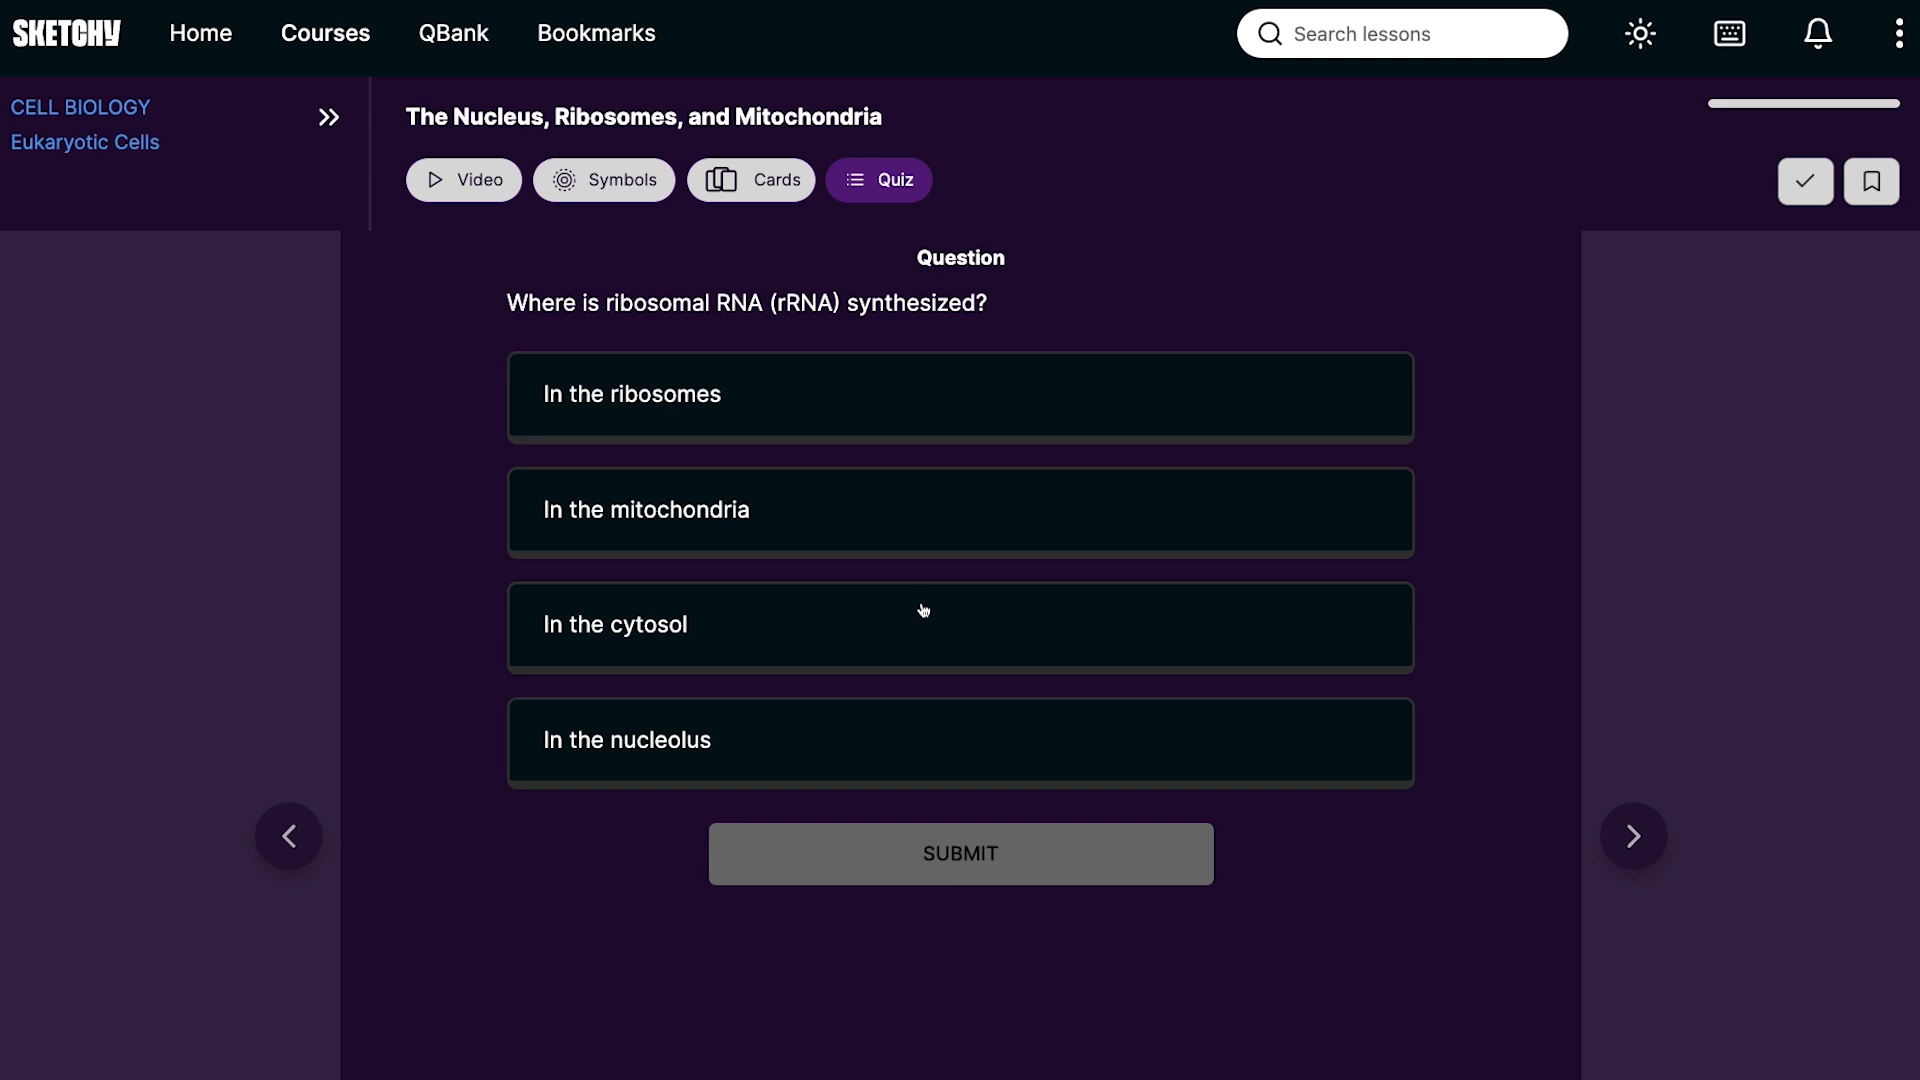 SKETCHY
Home
Courses
QBank
Bookmarks
Search lessons
CELL BIOLOGY
Eukaryotic Cells
The Nucleus, Ribosomes, and Mitochondria
Video
Symbols
Cards
Quiz
Question
Where is ribosomal RNA (rRNA) synthesized?
In the ribosomes
In the mitochondria
In the cytosol
In the nucleolus
SUBMIT